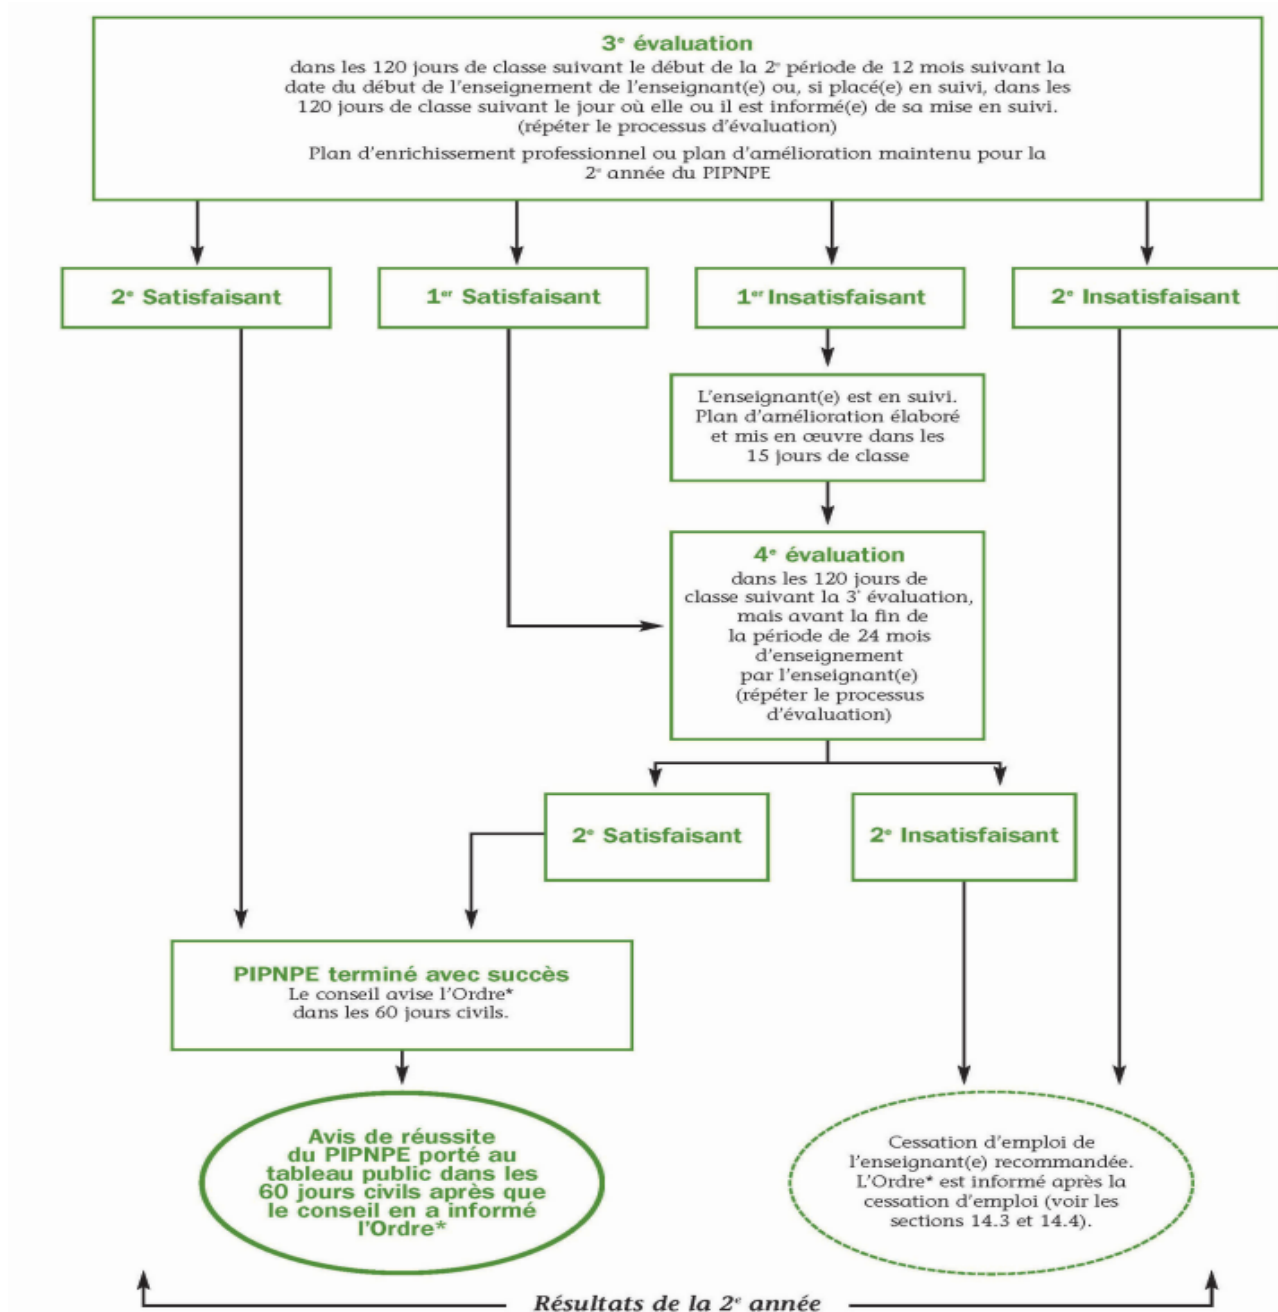 3e évaluation
dans les 120 jours de classe suivant le début de la 2e période de 12 mois suivant la
date du début de l'enseignement de l'enseignant(e) ou, si placé(e) en suivi, dans les
120 jours de classe suivant le jour où elle ou il est informé(e) de sa mise en suivi.
(répéter le processus d'évaluation)
Plan d'enrichissement professionnel ou plan d'amélioration maintenu pour la
2e année du PIPNPE
2e Satisfaisant
1er Satisfaisant
1er Insatisfaisant
2e Insatisfaisant
L'enseignant(e) est en suivi.
Plan d'amélioration élaboré
et mis en œuvre dans les
15 jours de classe
4e évaluation
dans les 120 jours de
classe suivant la 3e évaluation,
mais avant la fin de
la période de 24 mois
d'enseignement
par l'enseignant(e)
(répéter le processus
d'évaluation)
2e Satisfaisant
2e Insatisfaisant
PIPNPE terminé avec succès
Le conseil avise l'Ordre*
dans les 60 jours civils.
Avis de réussite
du PIPNPE porté au
tableau public dans les
60 jours civils après que
le conseil en a informé
l'Ordre*
Cessation d'emploi de
l'enseignant(e) recommandée.
L'Ordre* est informé après la
cessation d'emploi (voir les
sections 14.3 et 14.4).
Résultats de la 2e année